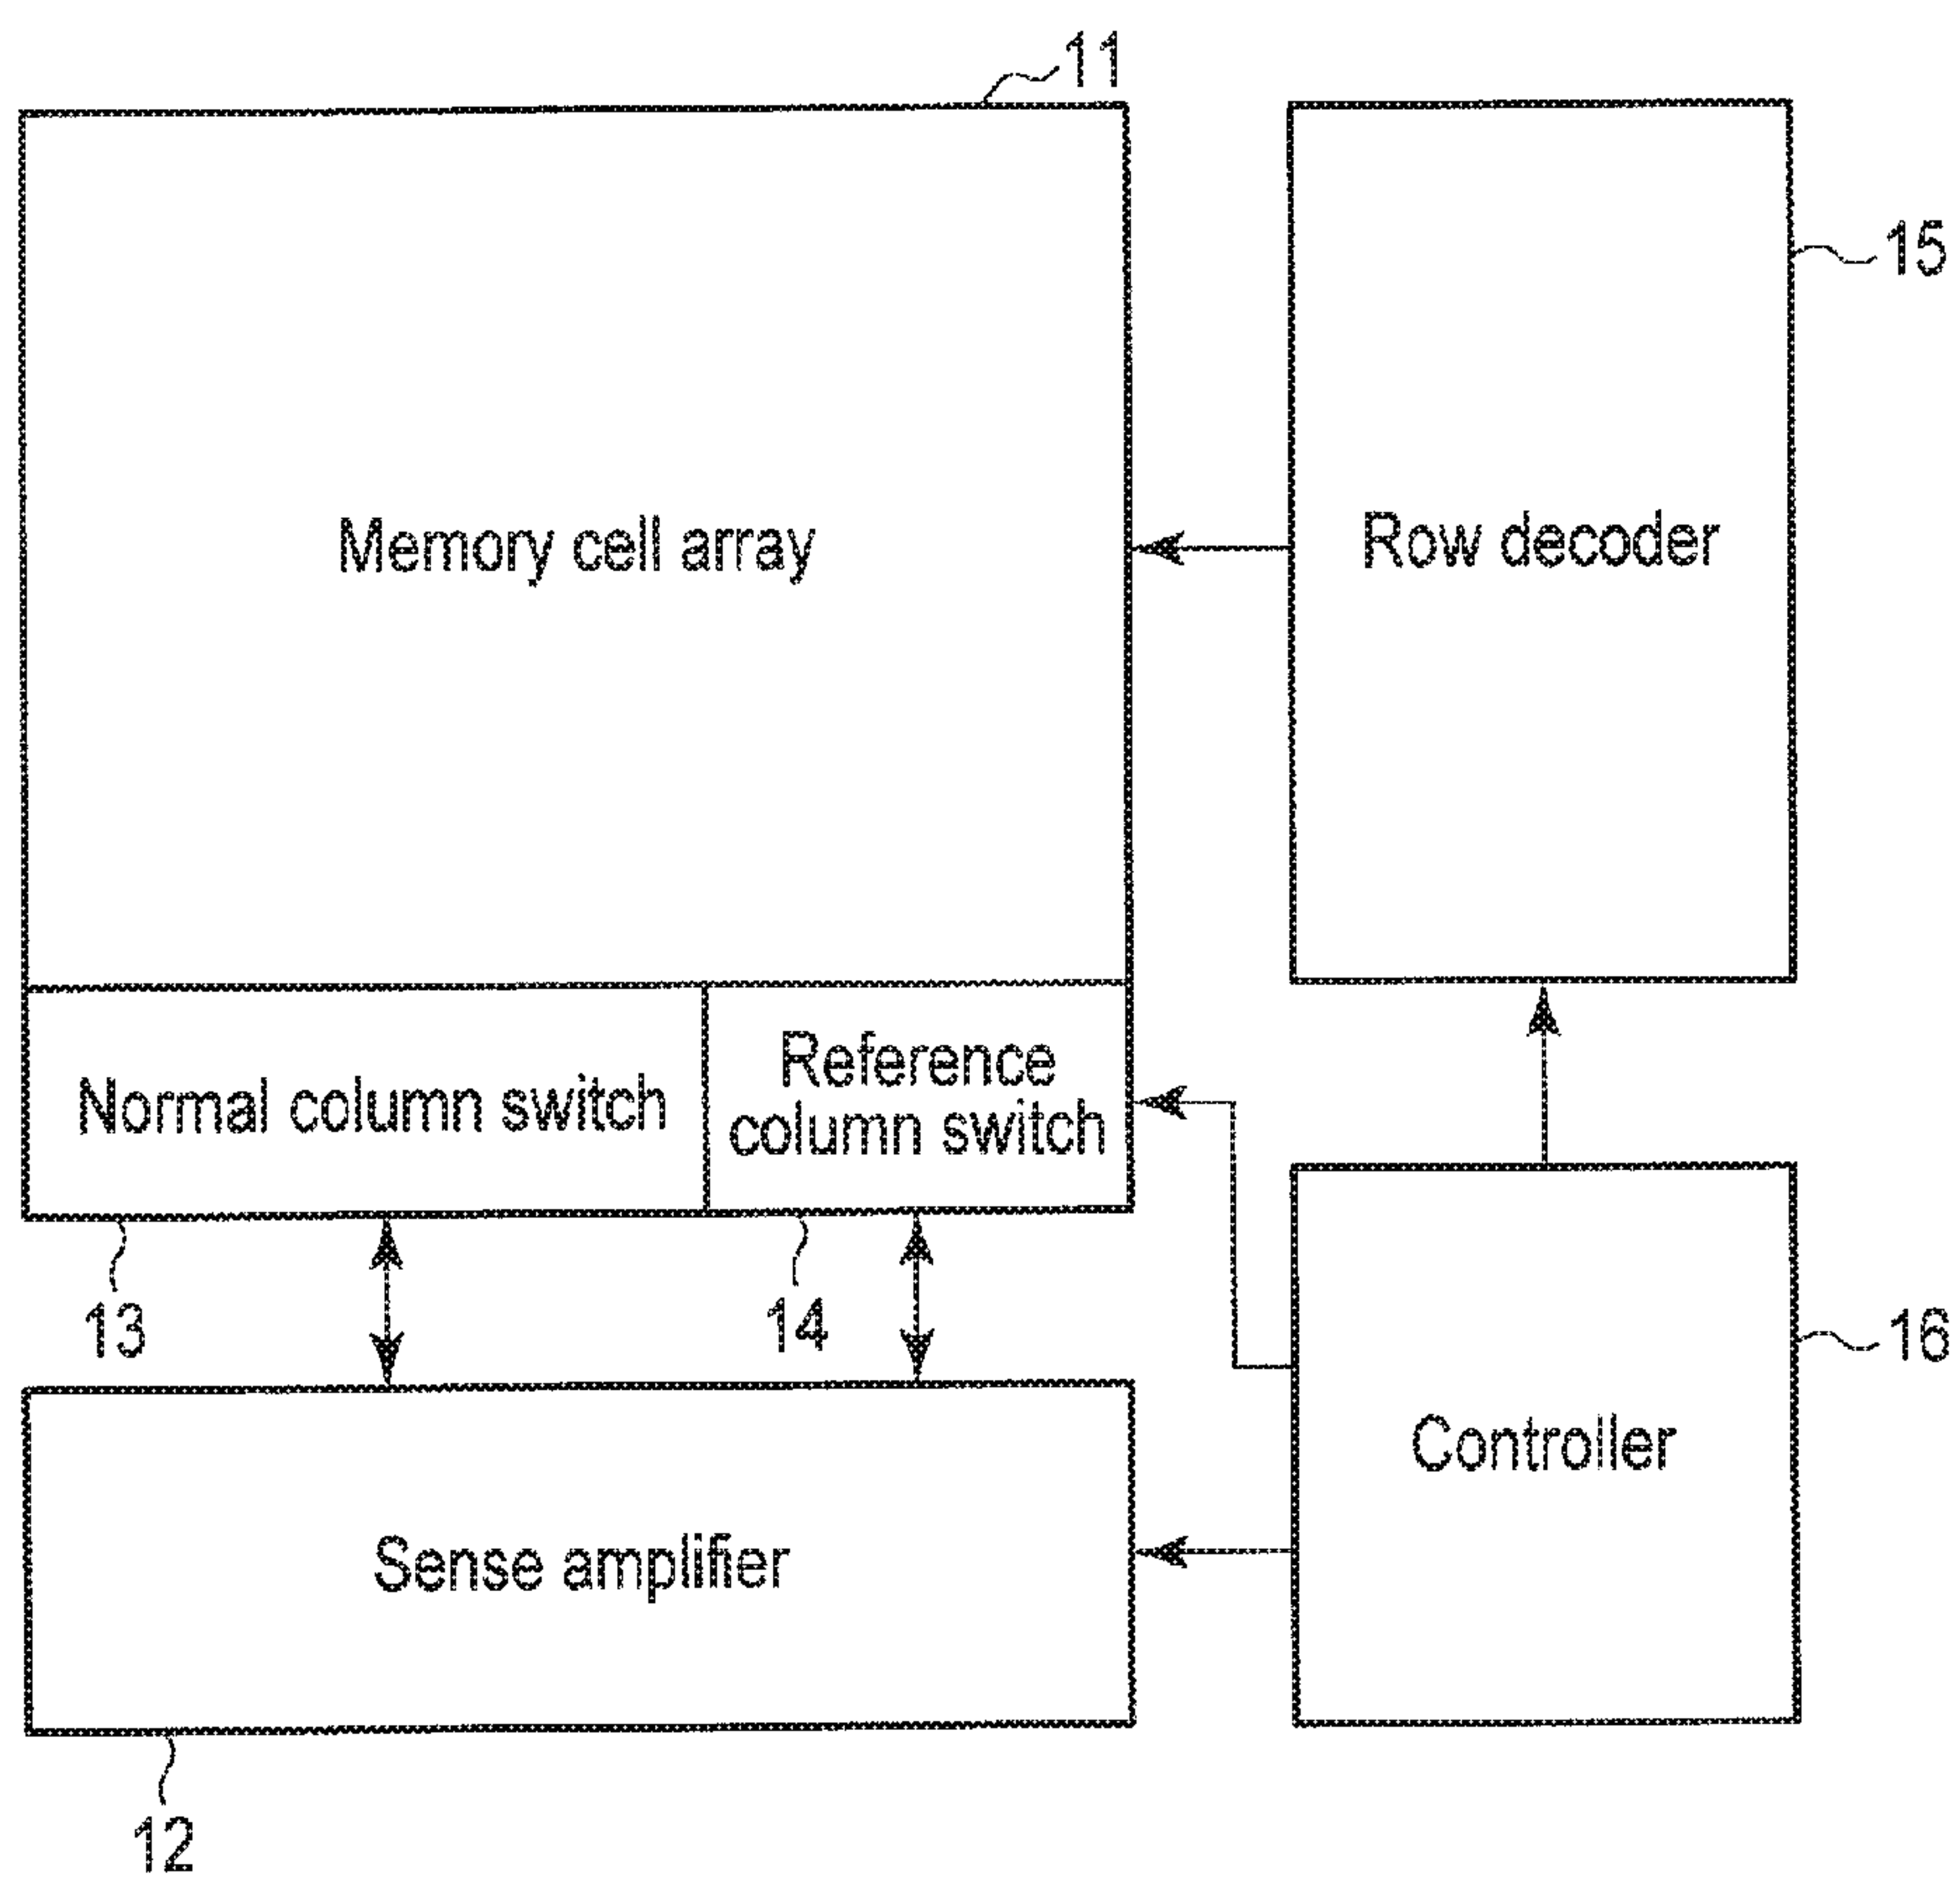 11
15
Memory cell array
Row decoder
Normal column switch
Reference
column switch
13
14
16
Controller
Sense amplifier
12